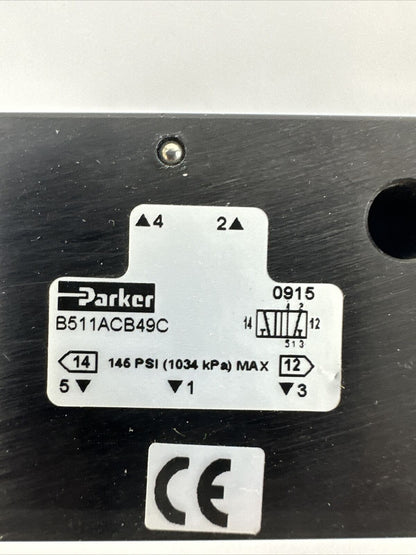 ▲4 2▲
Parker 0915
4 2
B511ACB49C 14 12
5 1 3
14 145 PSI (1034 kPa) MAX 12
5▼ ▼1 ▼3
CE